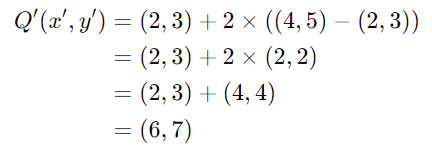 Q′(x′, y′) = (2, 3) + 2 × ((4, 5) – (2, 3))
= (2, 3) + 2 × (2, 2)
= (2, 3) + (4, 4)
= (6, 7)